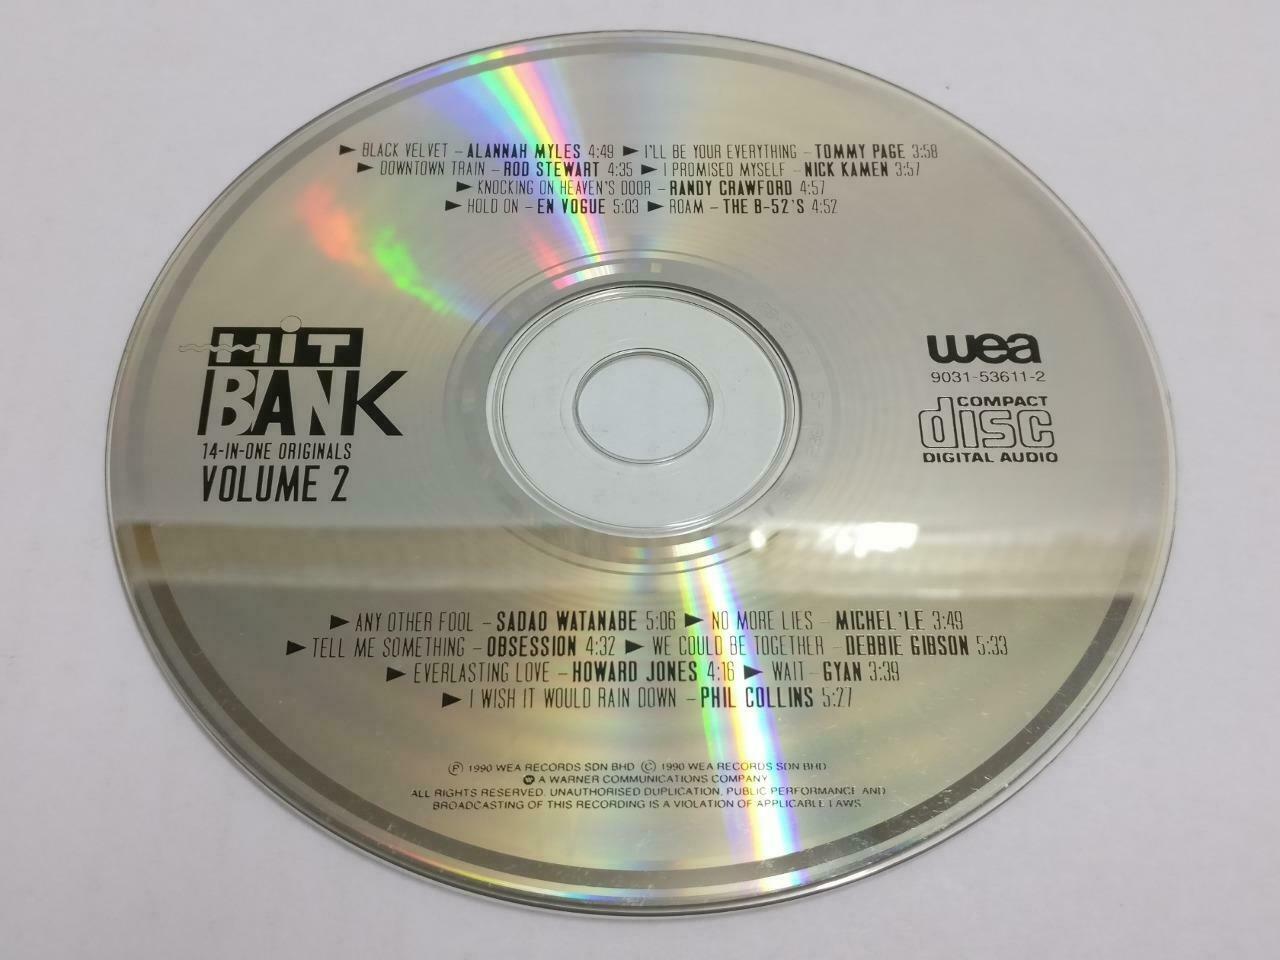 ► BLACK VELVET – ALANNAH MYLES 4:49 ► I'LL BE YOUR EVERYTHING – TOMMY PAGE 3:58
► DOWNTOWN TRAIN – ROD STEWART 4:35 ► I PROMISED MYSELF – NICK KAMEN 3:57
► KNOCKING ON HEAVEN'S DOOR – RANDY CRAWFORD 4:57
► HOLD ON – EN VOGUE 5:03 ► ROAM – THE B-52'S 4:52
HiT
BANK
14-IN-ONE ORIGINALS
VOLUME 2
wea
9031-53611-2
COMPACT
disc
DIGITAL AUDIO
► ANY OTHER FOOL – SADAO WATANABE 5:06 ► NO MORE LIES – MICHEL'LE 3:49
► TELL ME SOMETHING – OBSESSION 4:32 ► WE COULD BE TOGETHER – DEBBIE GIBSON 5:33
► EVERLASTING LOVE – HOWARD JONES 4:16 ► WAIT – GYAN 3:39
► I WISH IT WOULD RAIN DOWN – PHIL COLLINS 5:27
Ⓟ 1990 WEA RECORDS SDN BHD © 1990 WEA RECORDS SDN BHD
A WARNER COMMUNICATIONS COMPANY
ALL RIGHTS RESERVED. UNAUTHORISED DUPLICATION, PUBLIC PERFORMANCE AND
BROADCASTING OF THIS RECORDING IS A VIOLATION OF APPLICABLE LAWS